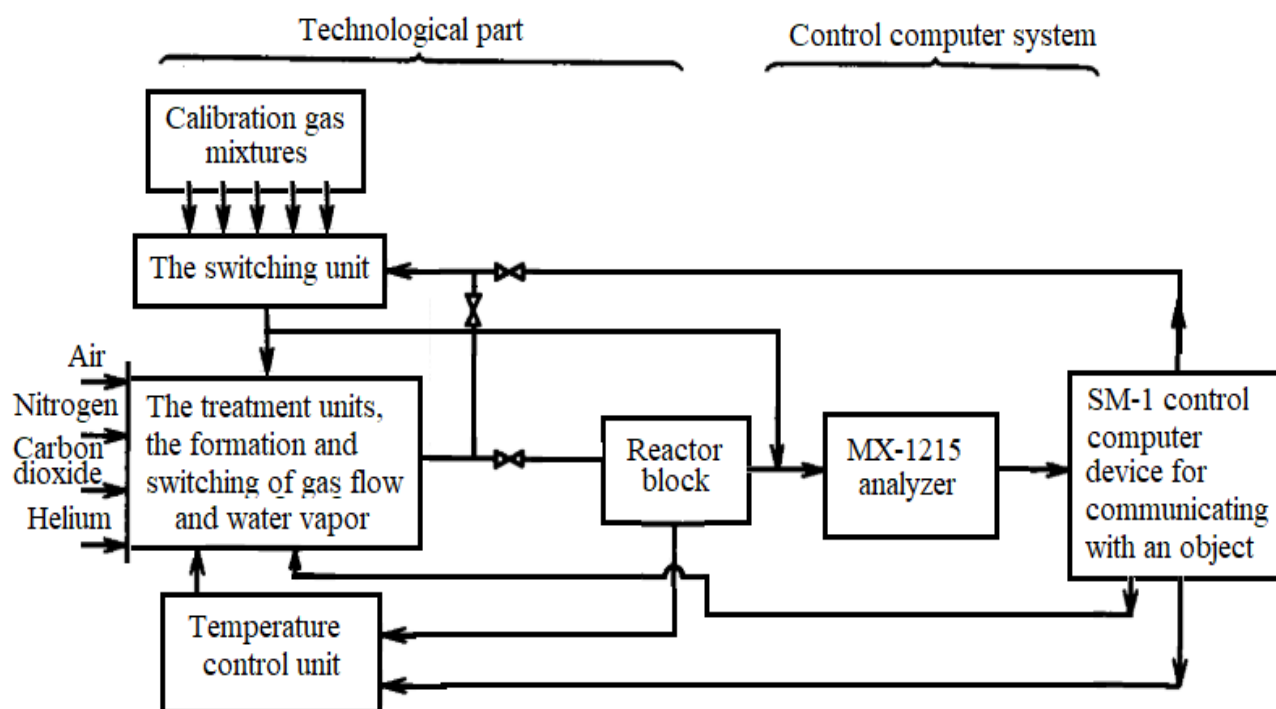 Technological part
Control computer system
Calibration gas
mixtures
The switching unit
Air
Nitrogen
Carbon
dioxide
Helium
The treatment units,
the formation and
switching of gas flow
and water vapor
Reactor
block
MX-1215
analyzer
SM-1 control
computer
device for
communicating
with an object
Temperature
control unit